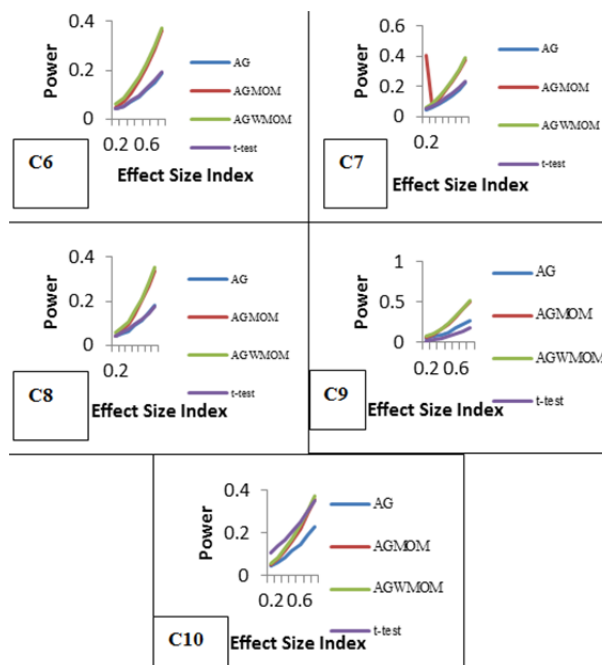 Power
0.4
0.2
0
0.2 0.6
AG
AGMOM
AGWMOM
t-test
C6
Effect Size Index
Power
0.6
0.4
0.2
0
0.2
AG
AGMOM
AGWMOM
t-test
C7
Effect Size Index
Power
0.4
0.2
0
0.2
AG
AGMOM
AGWMOM
t-test
C8
Effect Size Index
Power
1
0.5
0
0.2 0.6
AG
AGMOM
AGWMOM
t-test
C9
Effect Size Index
Power
0.4
0.2
0
0.2 0.6
AG
AGMOM
AGWMOM
t-test
C10
Effect Size Index